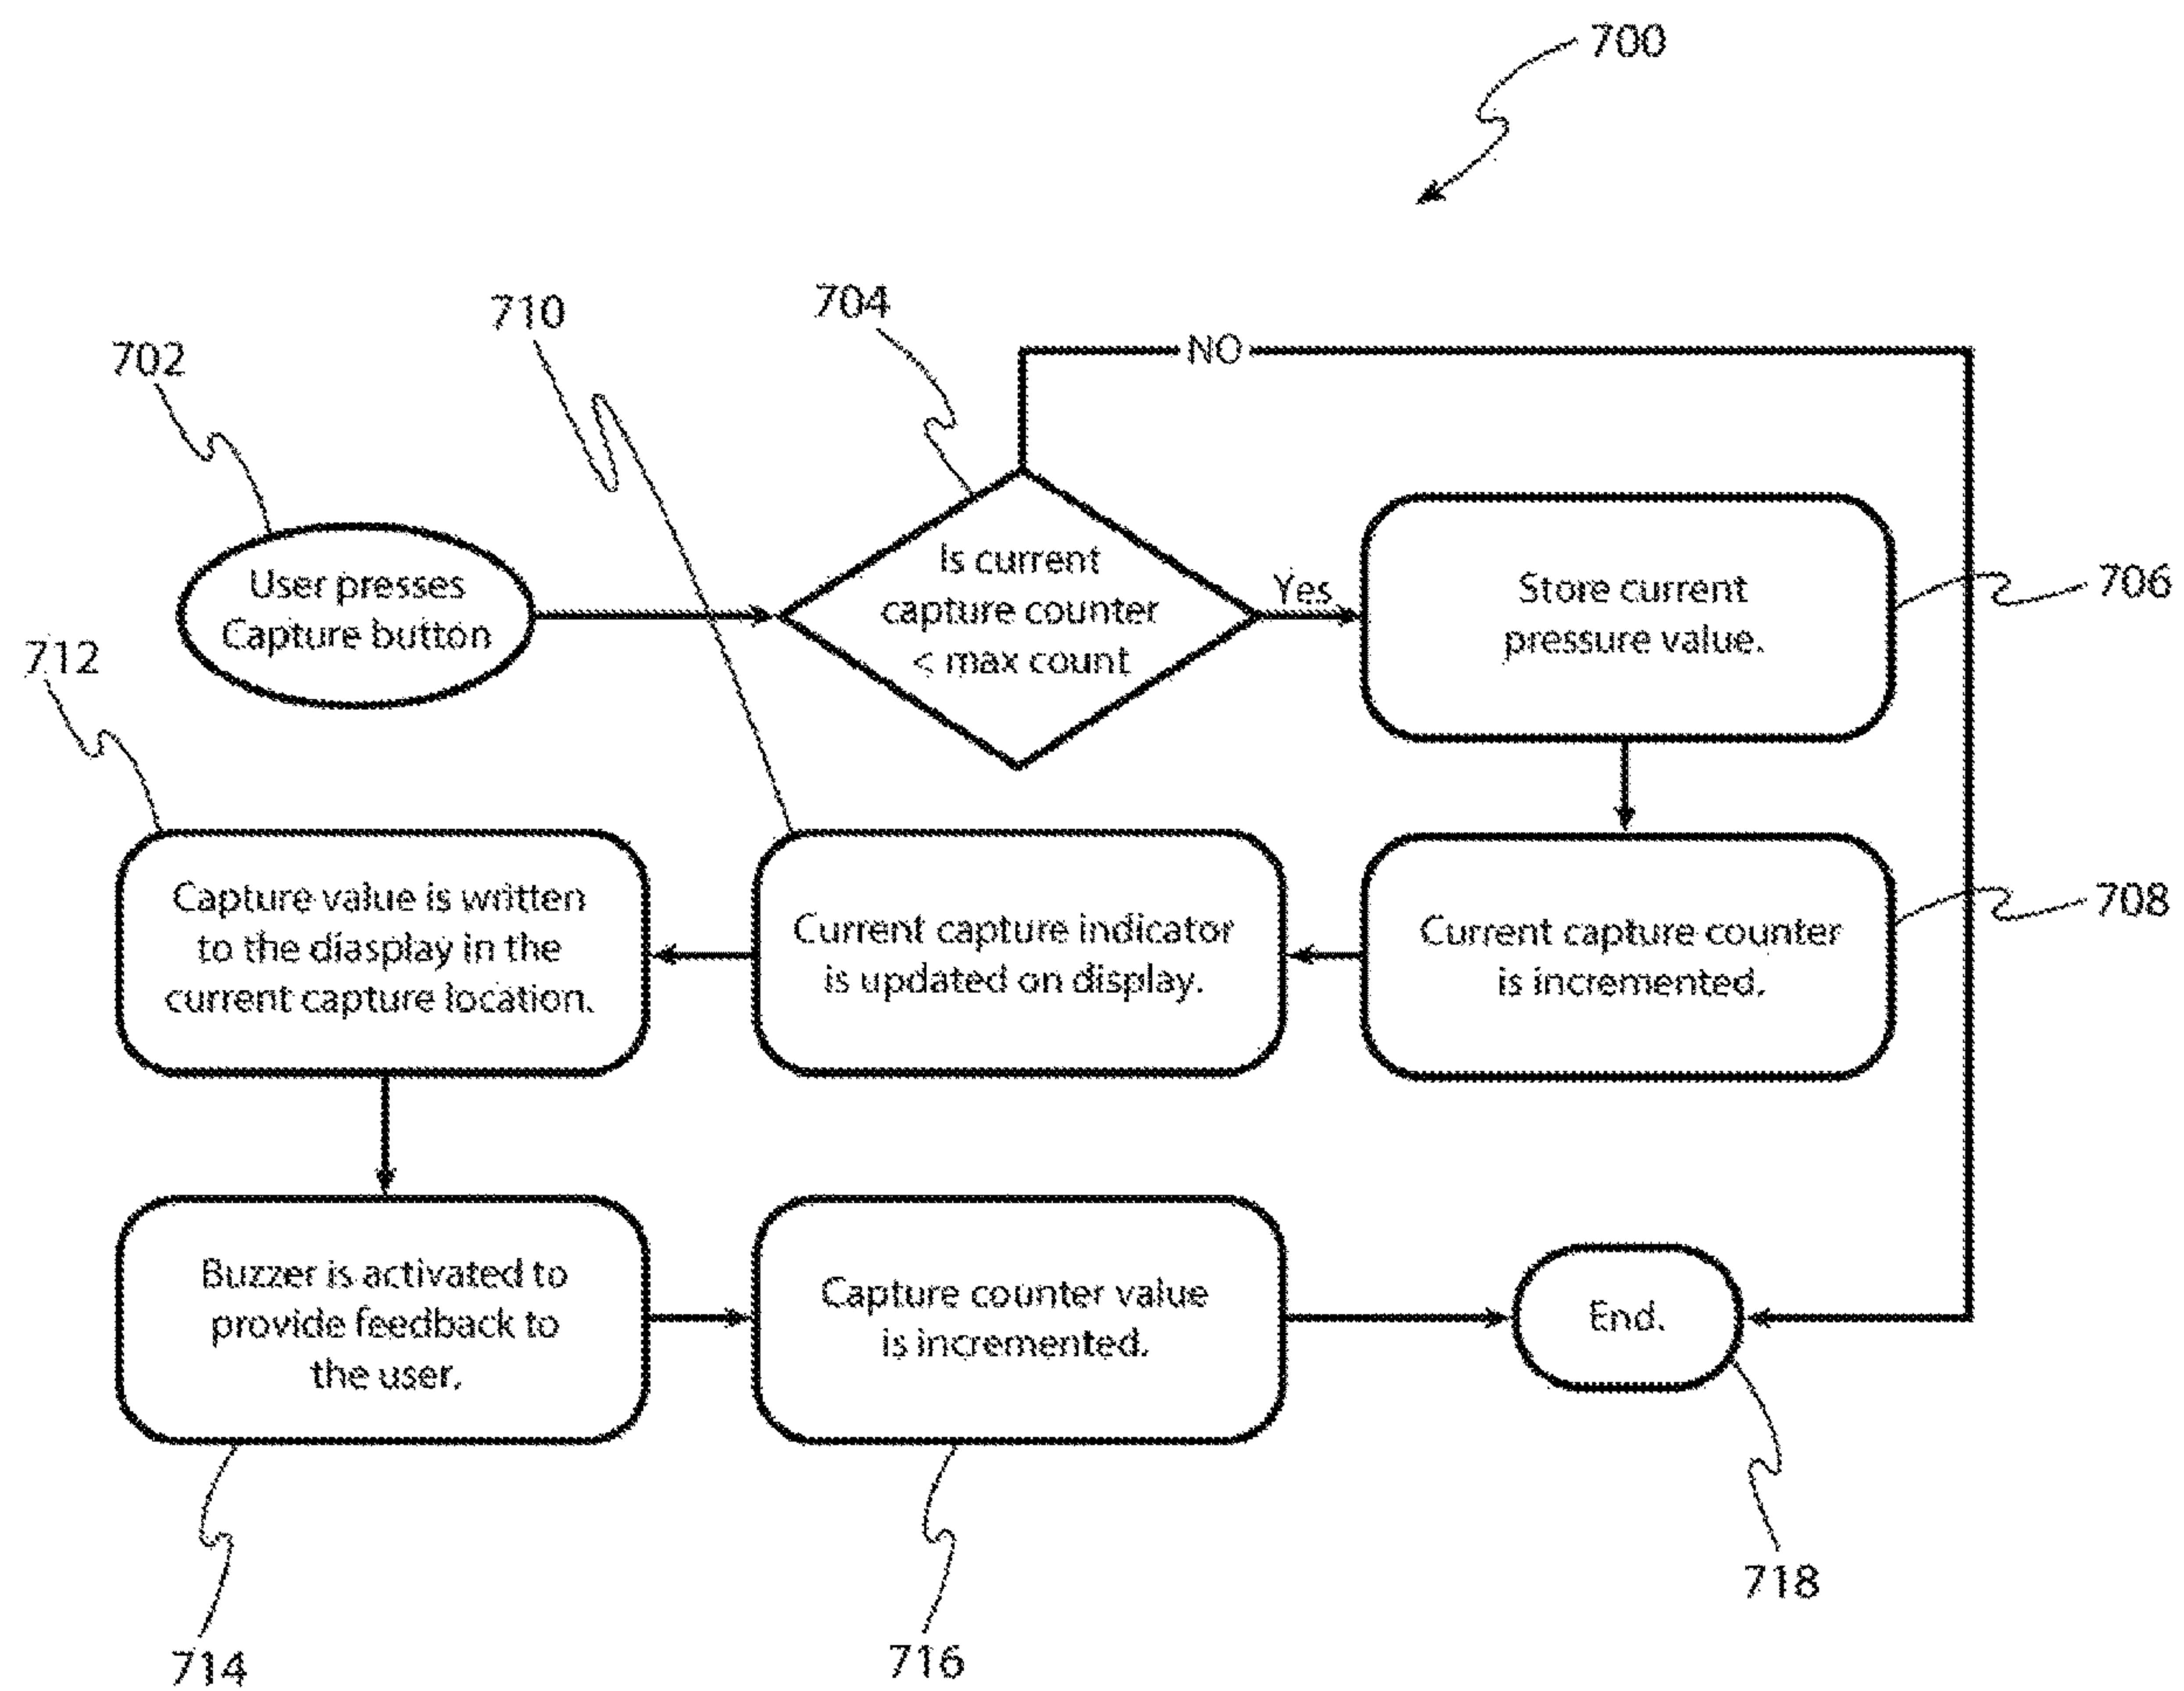 700
710
704
702
NO
User presses
Capture button
Is current
capture counter
< max count
Yes
Store current
pressure value.
706
712
Capture value is written
to the diasplay in the
current capture location.
Current capture indicator
is updated on display.
Current capture counter
is incremented.
708
Buzzer is activated to
provide feedback to
the user.
Capture counter value
is incremented.
End.
714
716
718